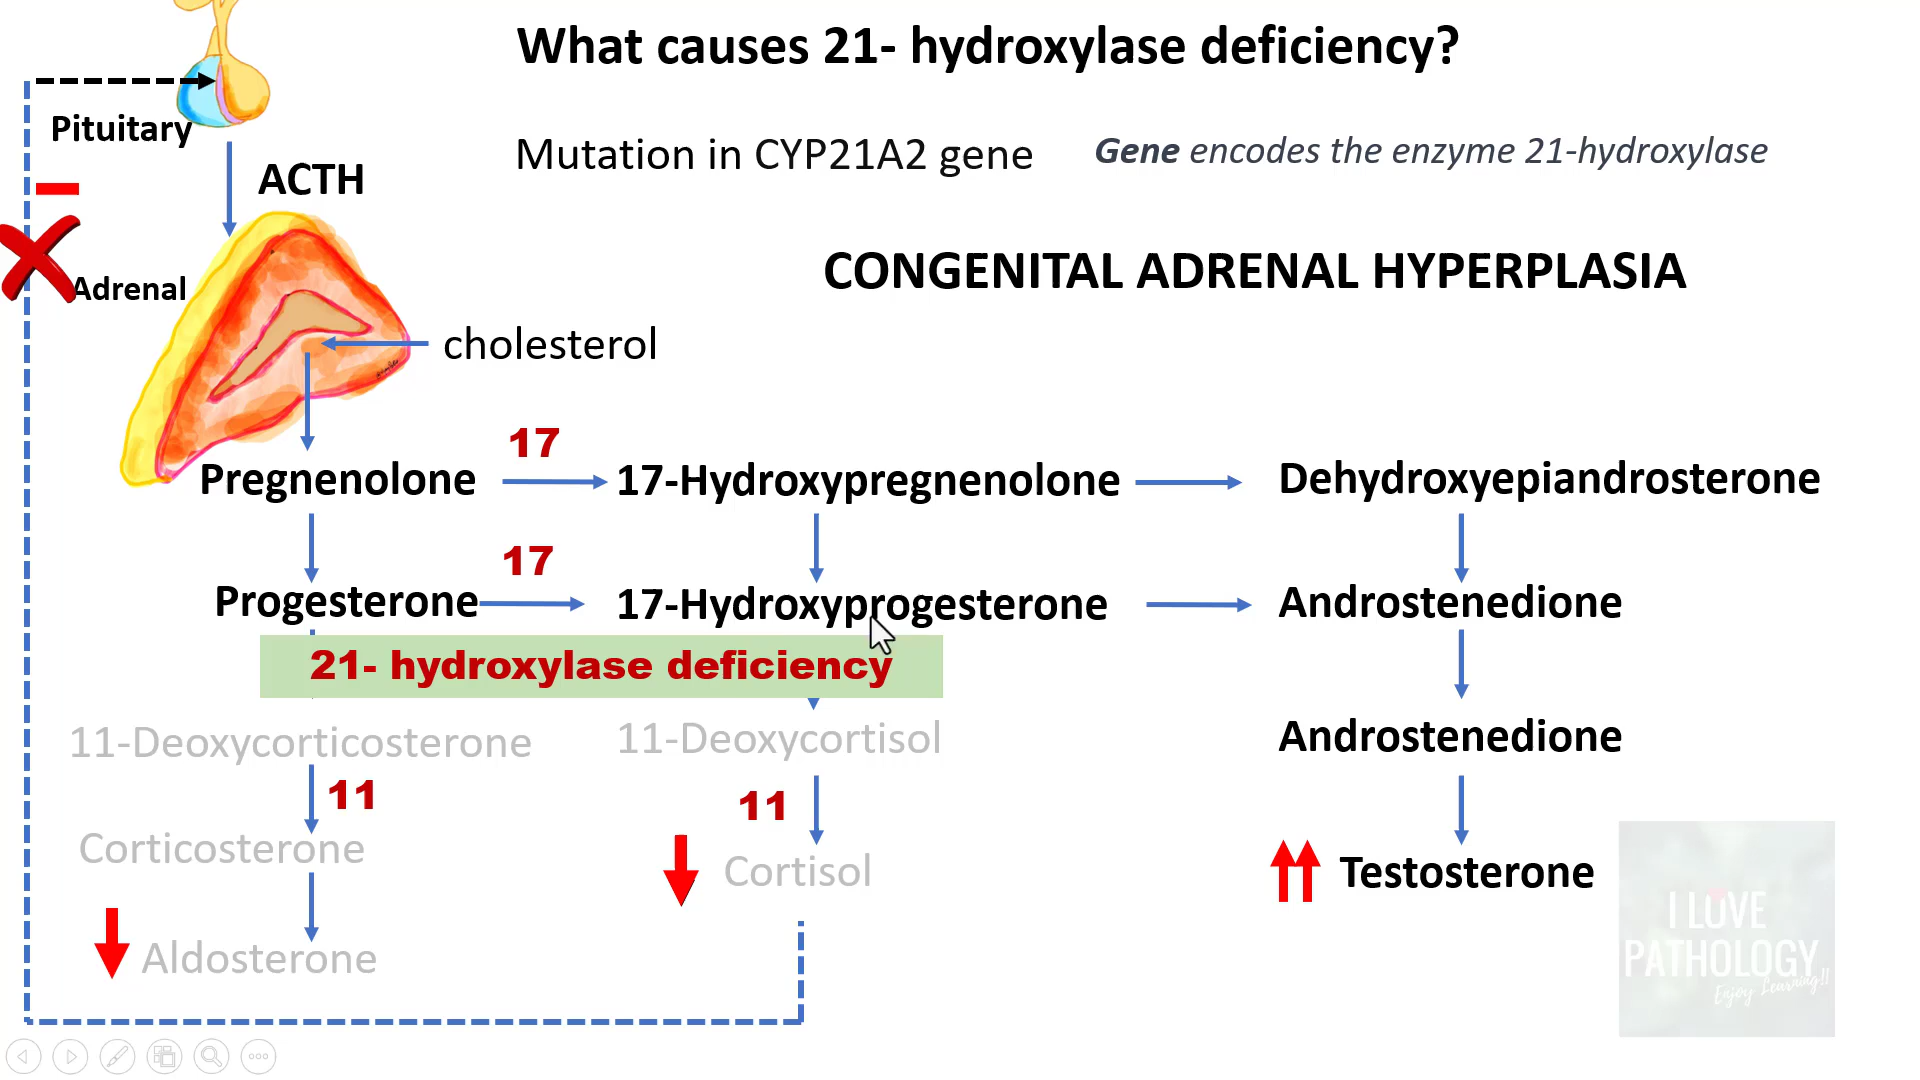 What causes 21- hydroxylase deficiency?
Pituitary
Mutation in CYP21A2 gene
Gene encodes the enzyme 21-hydroxylase
ACTH
CONGENITAL ADRENAL HYPERPLASIA
Adrenal
cholesterol
17
Pregnenolone
17-Hydroxypregnenolone
Dehydroxyepiandrosterone
17
Progesterone
17-Hydroxyprogesterone
Androstenedione
21- hydroxylase deficiency
11-Deoxycorticosterone
11-Deoxycortisol
Androstenedione
11
11
Corticosterone
Cortisol
Testosterone
Aldosterone
I LOVE
PATHOLOGY
Enjoy Learning!!